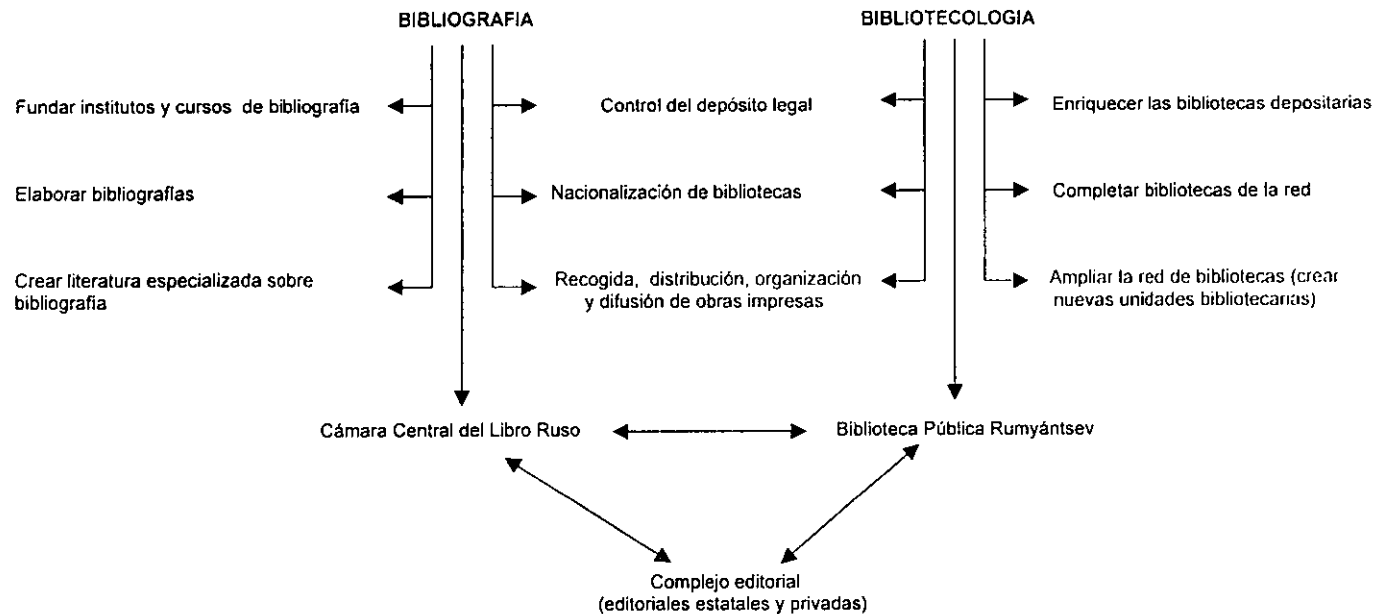 BIBLIOGRAFIA
BIBLIOTECOLOGIA
Fundar institutos y cursos de bibliografía
Control del depósito legal
Enriquecer las bibliotecas depositarias
Elaborar bibliografías
Nacionalización de bibliotecas
Completar bibliotecas de la red
Crear literatura especializada sobre
bibliografia
Recogida, distribución, organización
y difusión de obras impresas
Ampliar la red de bibliotecas (crear
nuevas unidades bibliotecarias)
Cámara Central del Libro Ruso
Biblioteca Pública Rumyántsev
Complejo editorial
(editoriales estatales y privadas)